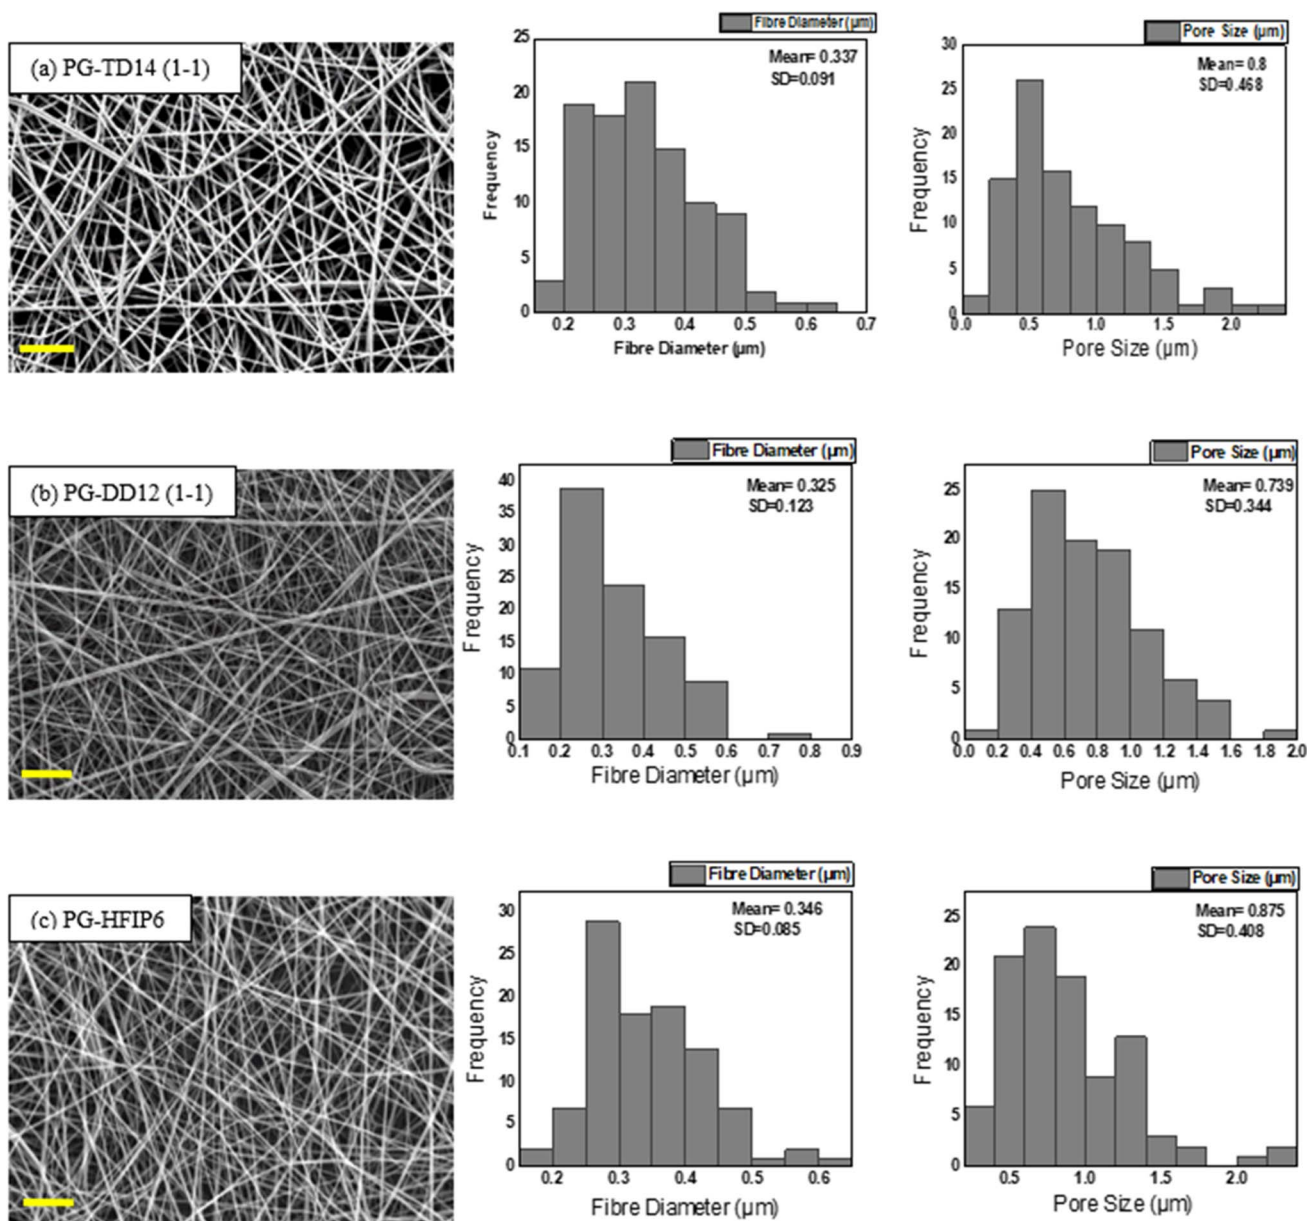 (a) PG-TD14 (1-1)
Fibre Diameter (µm)
Mean= 0.337
SD=0.091
25
20
15
10
5
0
Frequency
0.2 0.3 0.4 0.5 0.6 0.7
Fibre Diameter (µm)
Pore Size (µm)
Mean= 0.8
SD=0.468
30
25
20
15
10
5
0
Frequency
0.0 0.5 1.0 1.5 2.0
Pore Size (µm)
(b) PG-DD12 (1-1)
Fibre Diameter (µm)
Mean= 0.325
SD=0.123
40
35
30
25
20
15
10
5
0
Frequency
0.1 0.2 0.3 0.4 0.5 0.6 0.7 0.8 0.9
Fibre Diameter (µm)
Pore Size (µm)
Mean= 0.739
SD=0.344
25
20
15
10
5
0
Frequency
0.0 0.2 0.4 0.6 0.8 1.0 1.2 1.4 1.6 1.8 2.0
Pore Size (µm)
(c) PG-HFIP6
Fibre Diameter (µm)
Mean= 0.346
SD=0.085
30
25
20
15
10
5
0
Frequency
0.2 0.3 0.4 0.5 0.6
Fibre Diameter (µm)
Pore Size (µm)
Mean= 0.875
SD=0.408
25
20
15
10
5
0
Frequency
0.5 1.0 1.5 2.0
Pore Size (µm)